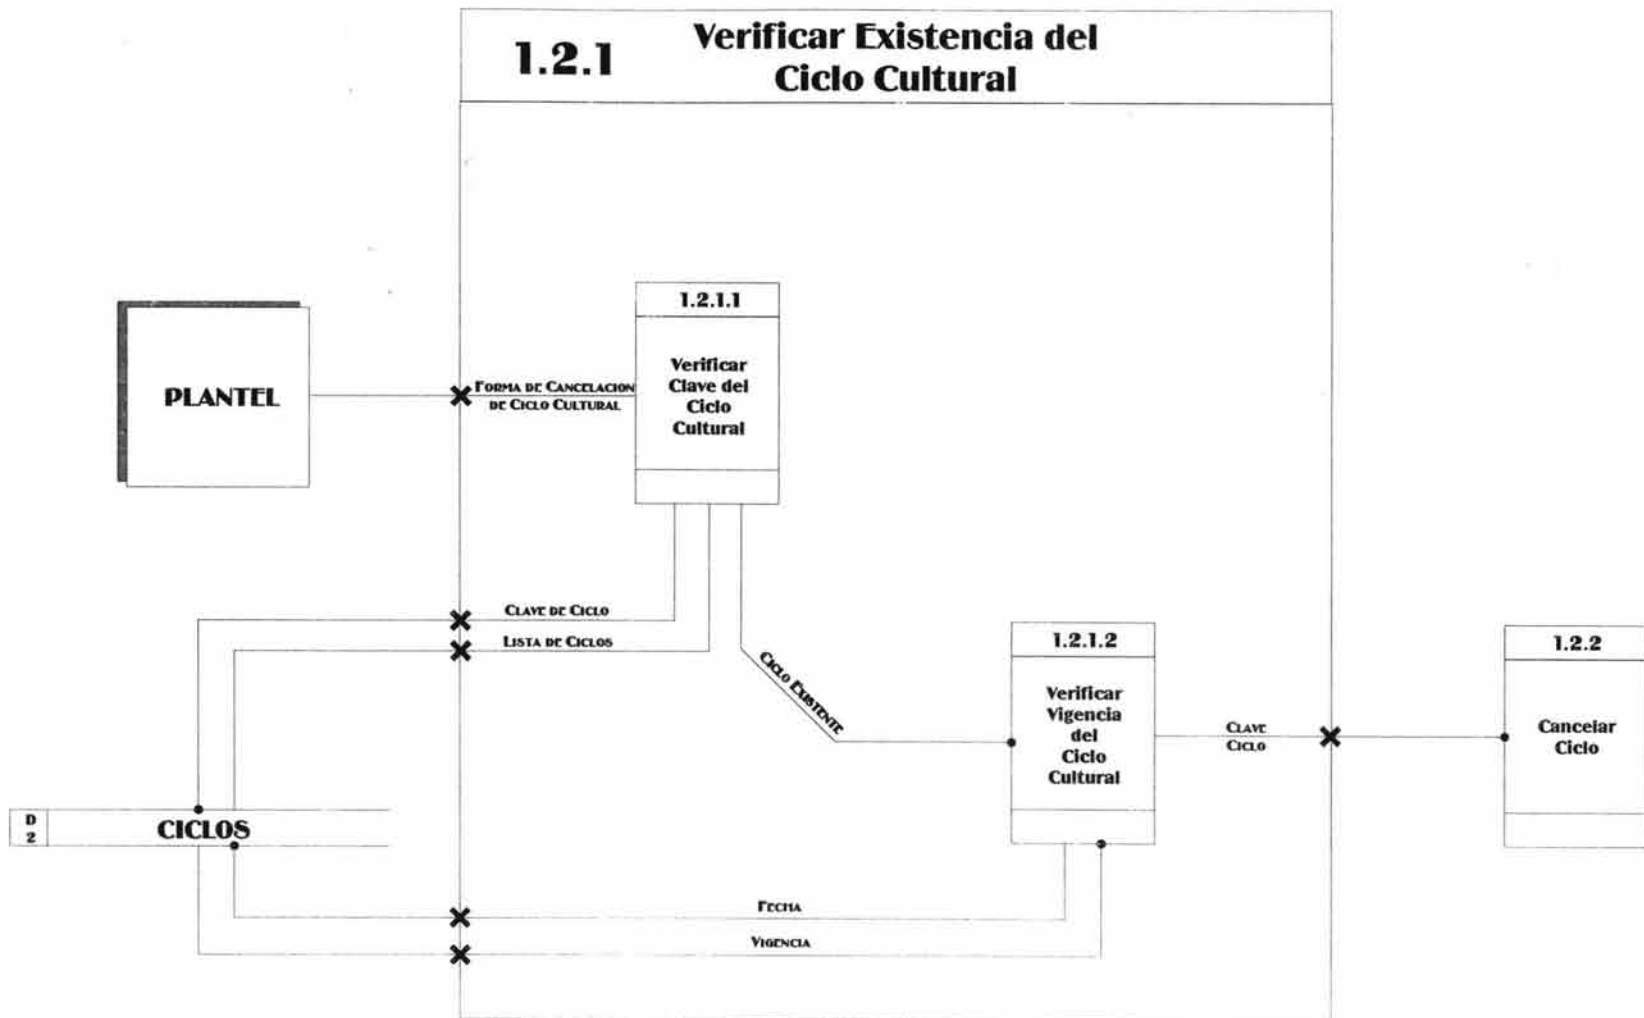 1.2.1
Verificar Existencia del
Ciclo Cultural
1.2.1.1
Verificar
Clave del
Ciclo
Cultural
PLANTEL
FORMA DE CANCELACION
DE CICLO CULTURAL
CLAVE DE CICLO
LISTA DE CICLOS
CICLO EXISTENTE
1.2.1.2
Verificar
Vigencia
del
Ciclo
Cultural
CLAVE
CICLO
1.2.2
Cancelar
Ciclo
D
2
CICLOS
FECHA
VIGENCIA